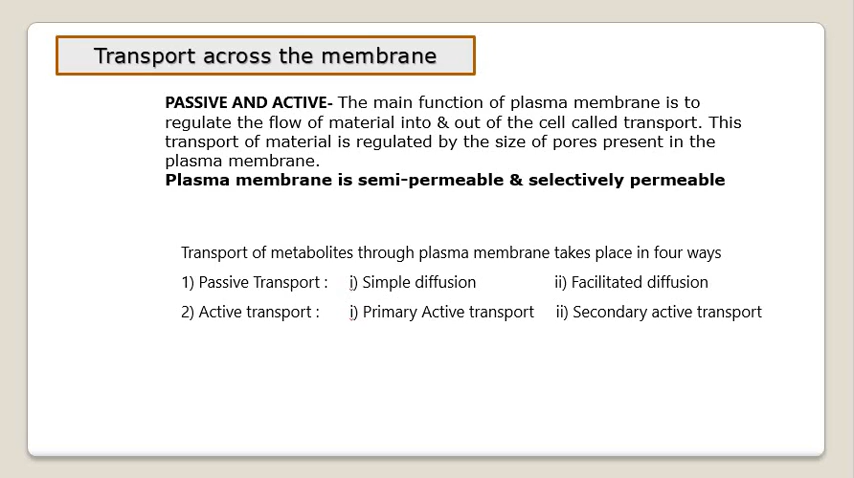 Transport across the membrane
PASSIVE AND ACTIVE- The main function of plasma membrane is to
regulate the flow of material into & out of the cell called transport. This
transport of material is regulated by the size of pores present in the
plasma membrane.
Plasma membrane is semi-permeable & selectively permeable
Transport of metabolites through plasma membrane takes place in four ways
1) Passive Transport : i) Simple diffusion ii) Facilitated diffusion
2) Active transport : i) Primary Active transport ii) Secondary active transport